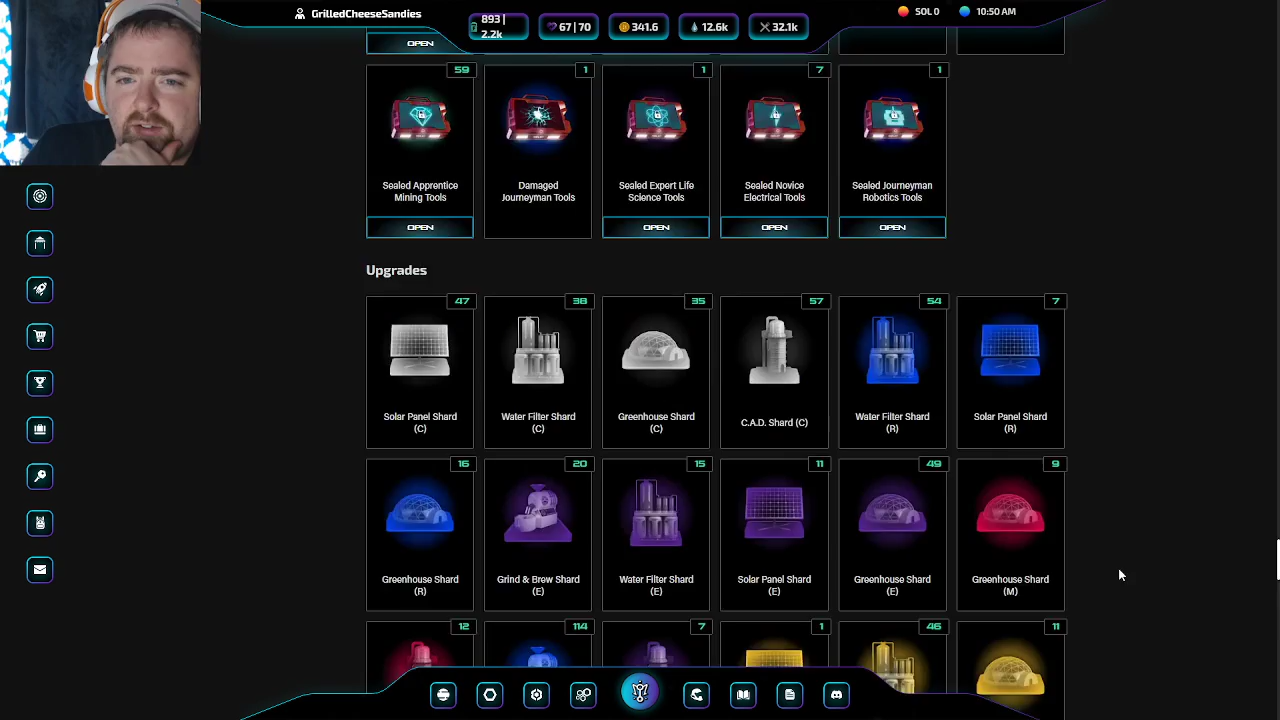 GrilledCheeseSandies
893 |
2.2k
67 | 70
341.6
12.6k
32.1k
SOL 0
10:50 AM
OPEN
59
1
1
7
1
Sealed Apprentice
Mining Tools
Damaged
Journeyman Tools
Sealed Expert Life
Science Tools
Sealed Novice
Electrical Tools
Sealed Journeyman
Robotics Tools
OPEN
OPEN
OPEN
OPEN
Upgrades
47
38
35
57
54
7
Solar Panel Shard
(C)
Water Filter Shard
(C)
Greenhouse Shard
(C)
C.A.D. Shard (C)
Water Filter Shard
(R)
Solar Panel Shard
(R)
16
20
15
11
49
9
Greenhouse Shard
(R)
Grind & Brew Shard
(E)
Water Filter Shard
(E)
Solar Panel Shard
(E)
Greenhouse Shard
(E)
Greenhouse Shard
(M)
12
114
7
1
46
11